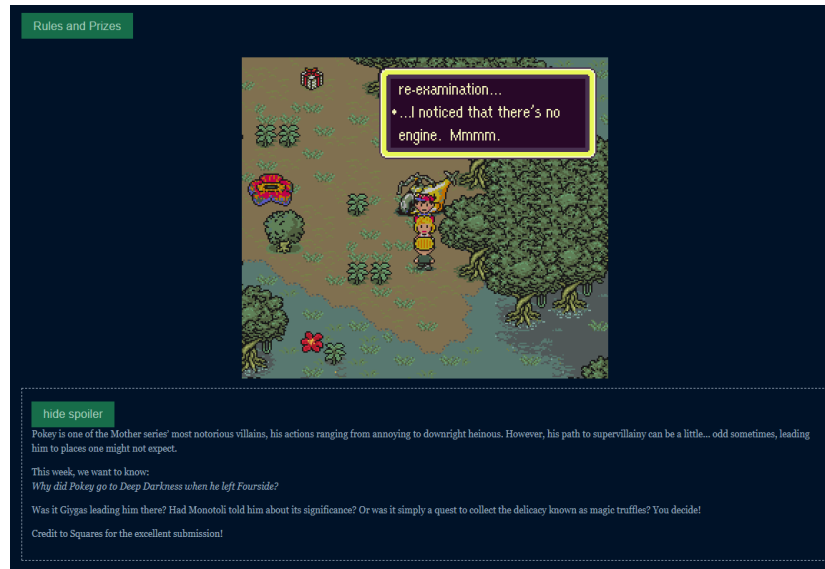 Rules and Prizes
re-examination...
•...I noticed that there's no
engine. Mmmm.
hide spoiler
Pokey is one of the Mother series' most notorious villains, his actions ranging from annoying to downright heinous. However, his path to supervillainy can be a little... odd sometimes, leading
him to places one might not expect.
This week, we want to know:
Why did Pokey go to Deep Darkness when he left Fourside?
Was it Giygas leading him there? Had Monotoli told him about its significance? Or was it simply a quest to collect the delicacy known as magic truffles? You decide!
Credit to Squares for the excellent submission!